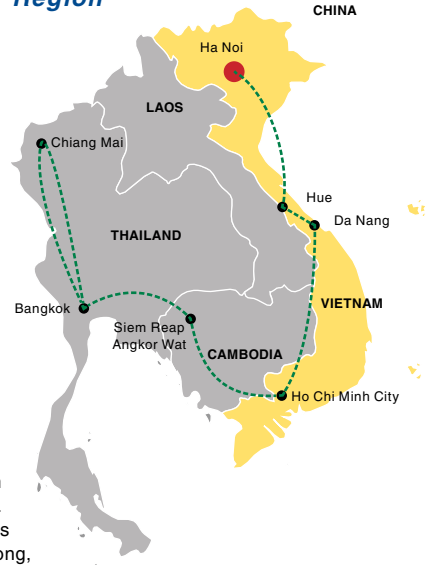 Region
CHINA
Ha Noi
LAOS
Chiang Mai
Hue
Da Nang
THAILAND
Bangkok
VIETNAM
Siem Reap
Angkor Wat
CAMBODIA
Ho Chi Minh City
s
ong,